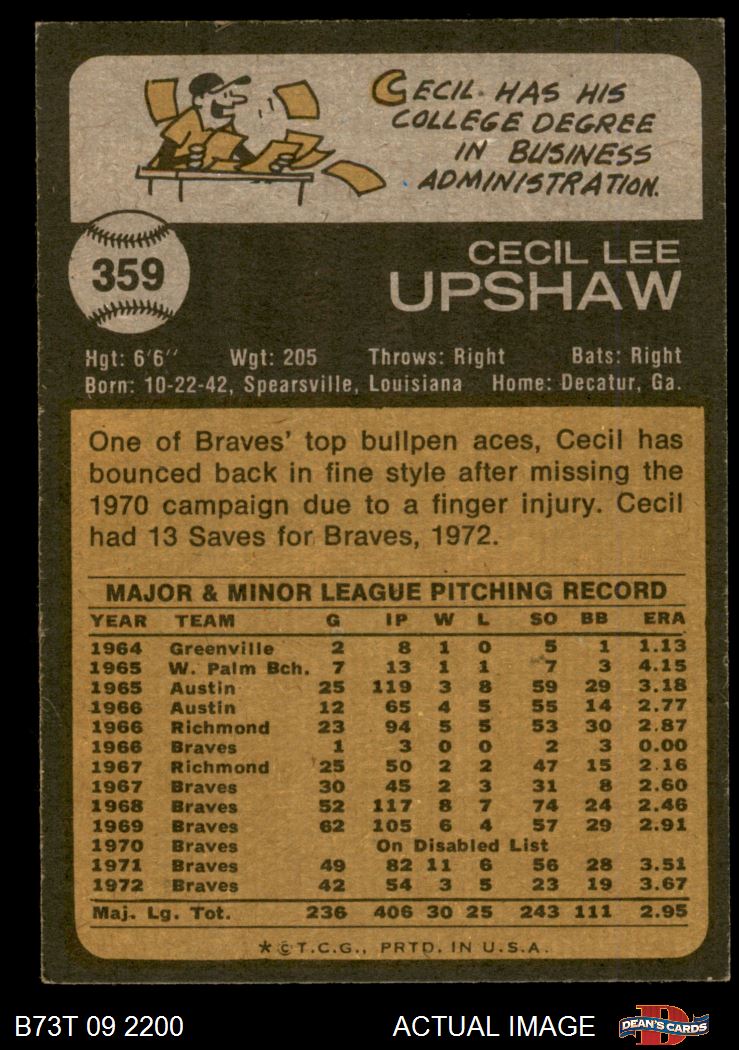 CECIL HAS HIS
COLLEGE DEGREE
IN BUSINESS
ADMINISTRATION.
359
CECIL LEE
UPSHAW
Hgt: 6'6" Wgt: 205 Throws: Right Bats: Right
Born: 10-22-42, Spearsville, Louisiana Home: Decatur, Ga.
One of Braves' top bullpen aces, Cecil has
bounced back in fine style after missing the
1970 campaign due to a finger injury. Cecil
had 13 Saves for Braves, 1972.
MAJOR & MINOR LEAGUE PITCHING RECORD
YEAR TEAM G IP W L SO BB ERA
1964 Greenville 2 8 1 0 5 1 1.13
1965 W. Palm Bch. 7 13 1 1 7 3 4.15
1965 Austin 25 119 3 8 59 29 3.18
1966 Austin 12 65 4 5 55 14 2.77
1966 Richmond 23 94 5 5 53 30 2.87
1966 Braves 1 3 0 0 2 3 0.00
1967 Richmond 25 50 2 2 47 15 2.16
1967 Braves 30 45 2 3 31 8 2.60
1968 Braves 52 117 8 7 74 24 2.46
1969 Braves 62 105 6 4 57 29 2.91
1970 Braves On Disabled List
1971 Braves 49 82 11 6 56 28 3.51
1972 Braves 42 54 3 5 23 19 3.67
Maj. Lg. Tot. 236 406 30 25 243 111 2.95
*©T.C.G., PRTD. IN U.S.A.
B73T 09 2200 ACTUAL IMAGE D DEAN'S CARDS